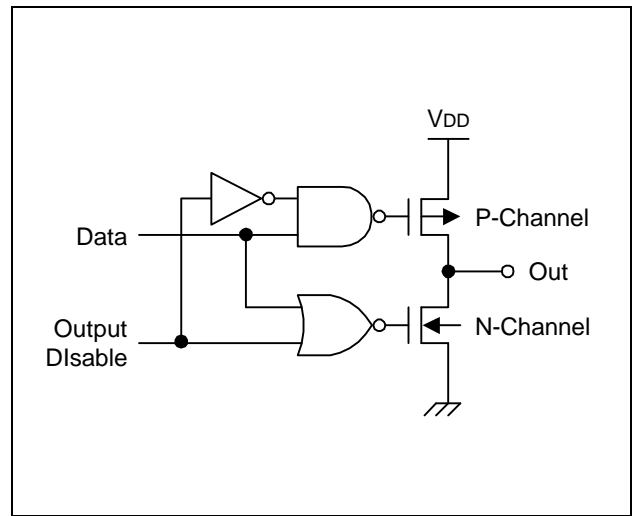 VDD
P-Channel
Data
Out
Output
DIsable
N-Channel